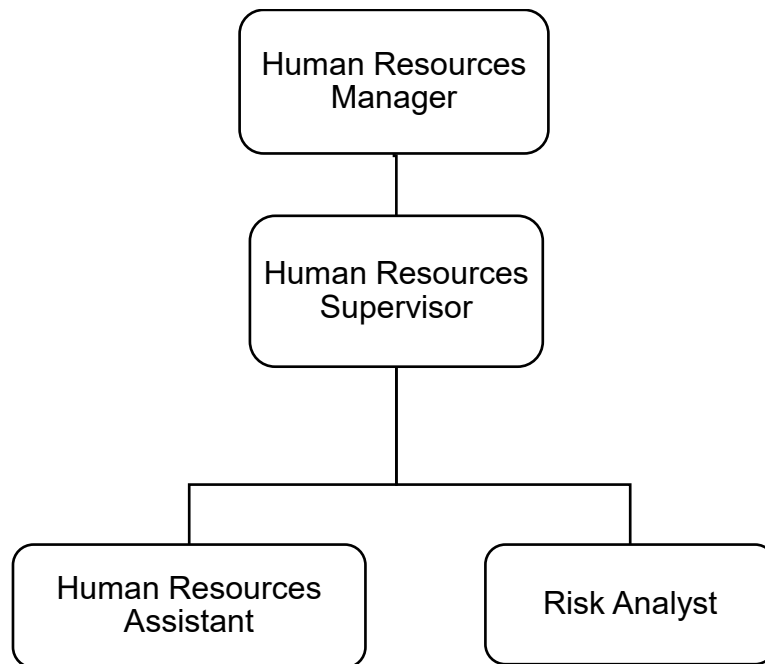 Human Resources
Manager
Human Resources
Supervisor
Human Resources
Assistant
Risk Analyst